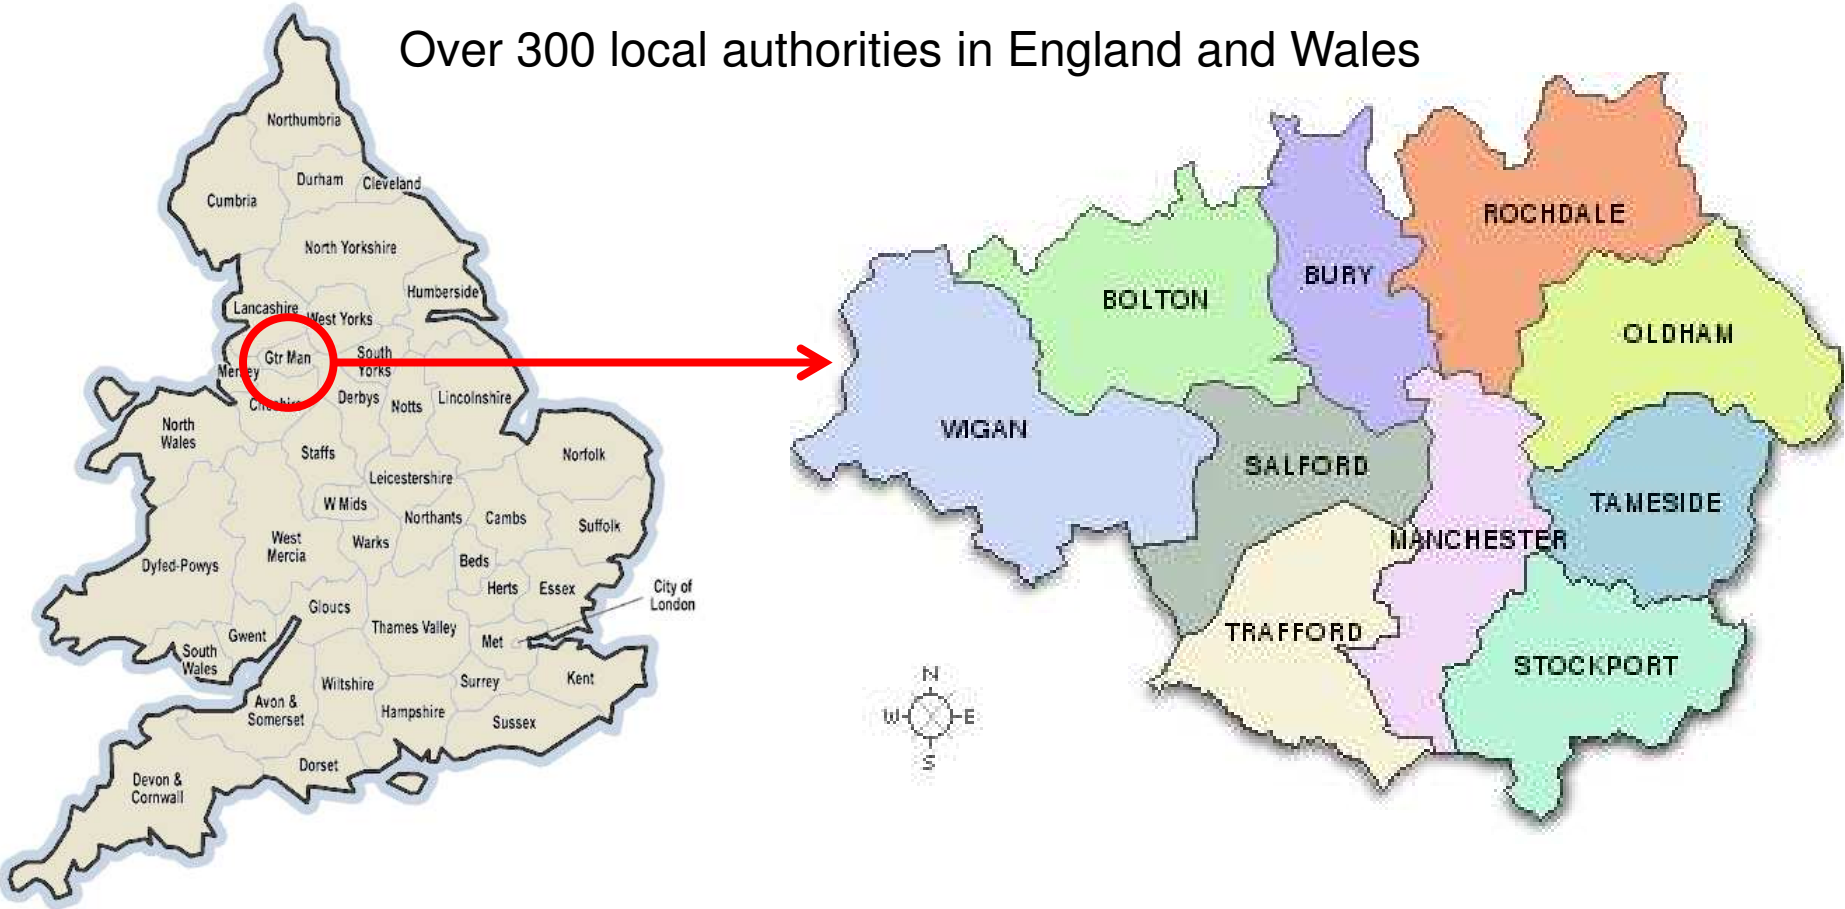 Over 300 local authorities in England and Wales
Northumbria
Durham
Cleveland
Cumbria
North Yorkshire
Humberside
Lancashire
West Yorks
Gtr Man
South
Yorks
Mersey
Cheshire
Derbys
Notts
Lincolnshire
North
Wales
Staffs
Norfolk
Leicestershire
W Mids
Northants
Cambs
Suffolk
West
Mercia
Warks
Dyfed-Powys
Beds
Herts
Essex
City of
London
Gloucs
Thames Valley
Gwent
Met
South
Wales
Wiltshire
Surrey
Kent
Avon &
Somerset
Hampshire
Sussex
Dorset
Devon &
Cornwall
ROCHDALE
BURY
BOLTON
OLDHAM
WIGAN
SALFORD
TAMESIDE
MANCHESTER
TRAFFORD
STOCKPORT
N
W E
S